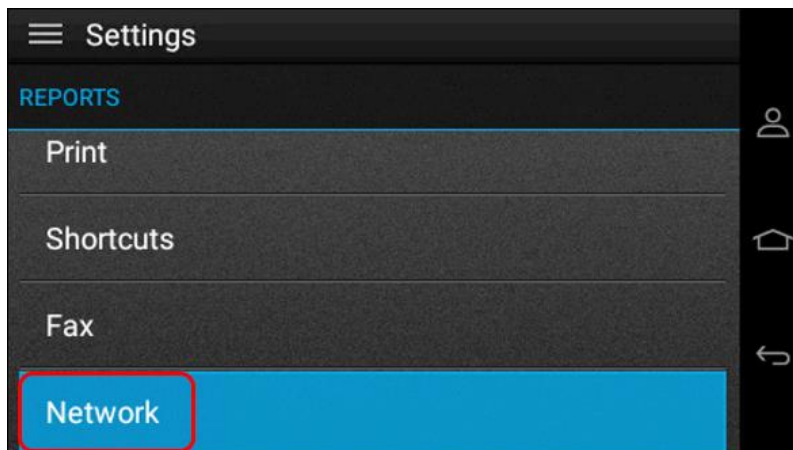 Settings
REPORTS
Print
Shortcuts
Fax
Network